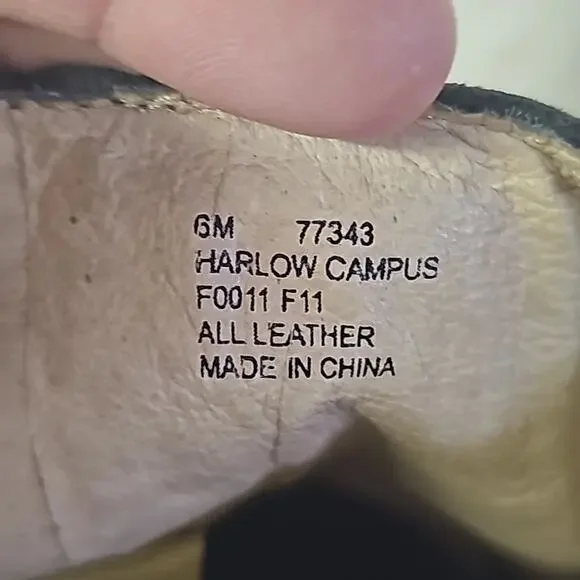 6M 77343
HARLOW CAMPUS
F0011 F11
ALL LEATHER
MADE IN CHINA